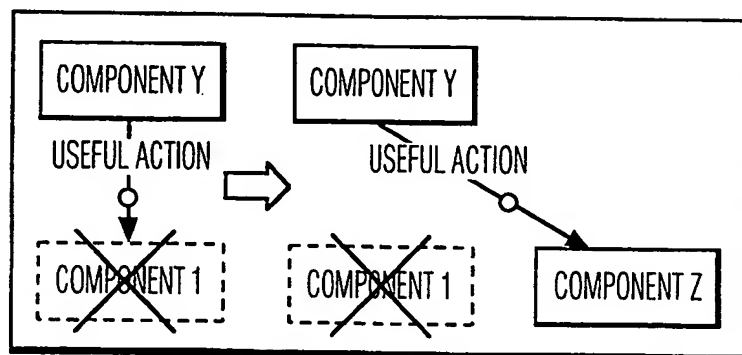 COMPONENT Y
COMPONENT Y
USEFUL ACTION
USEFUL ACTION
COMPONENT 1
COMPONENT 1
COMPONENT Z